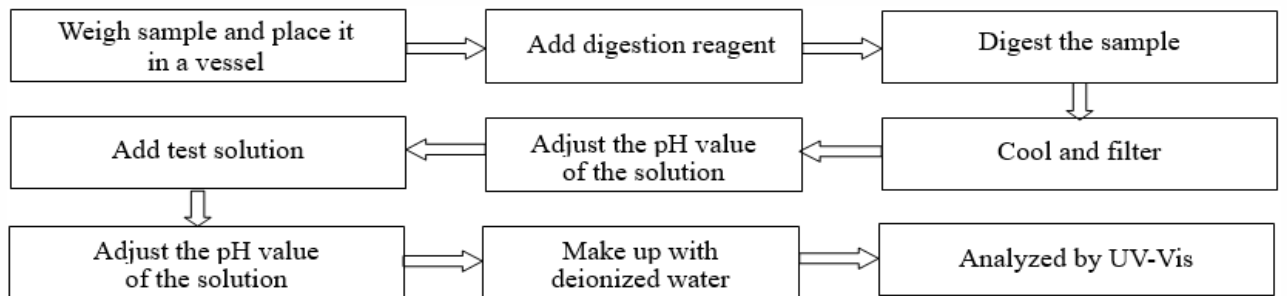 Weigh sample and place it
in a vessel
Add digestion reagent
Digest the sample
Cool and filter
Adjust the pH value
of the solution
Add test solution
Adjust the pH value
of the solution
Make up with
deionized water
Analyzed by UV-Vis